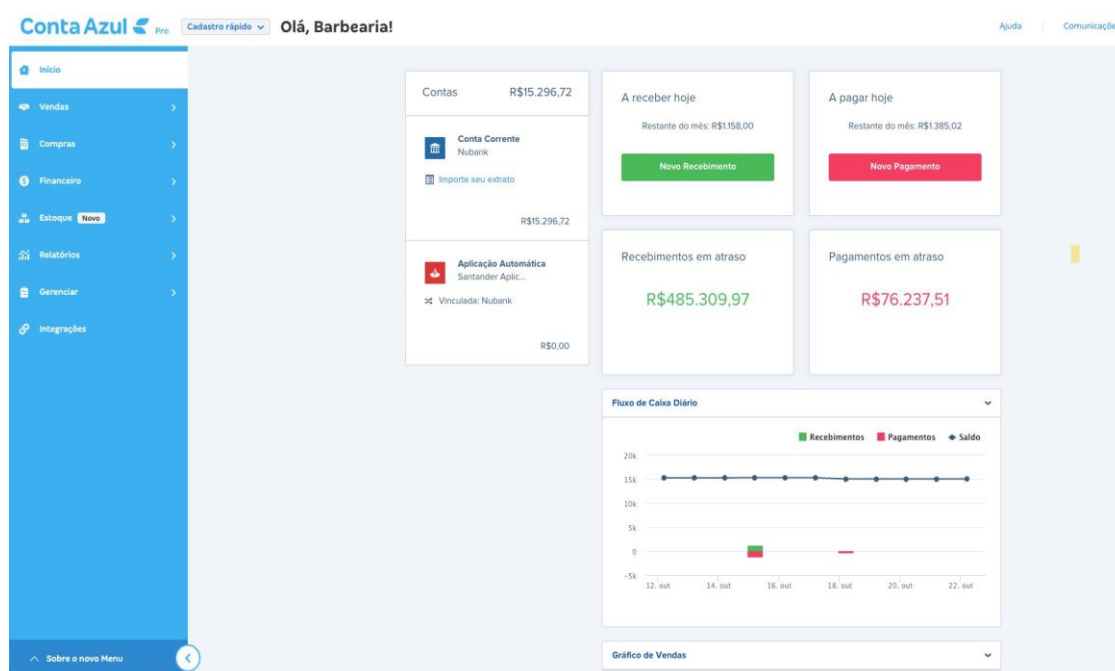 Conta Azul Pro
Cadastro rápido
Olá, Barbearia!
Ajuda
Comunicaçõe
Início
Vendas
Compras
Financeiro
Estoque Novo
Relatórios
Gerenciar
Integrações
Sobre o novo Menu
Contas R$15.296,72
Conta Corrente
Nubank
Importe seu extrato
R$15.296,72
Aplicação Automática
Santander Aplic...
Vinculada: Nubank
R$0,00
A receber hoje
Restante do mês: R$1.158,00
Novo Recebimento
A pagar hoje
Restante do mês: R$1.385,02
Novo Pagamento
Recebimentos em atraso
R$485.309,97
Pagamentos em atraso
R$76.237,51
Fluxo de Caixa Diário
Recebimentos Pagamentos Saldo
20k
15k
10k
5k
0
-5k
12. out 14. out 16. out 18. out 20. out 22. out
Gráfico de Vendas